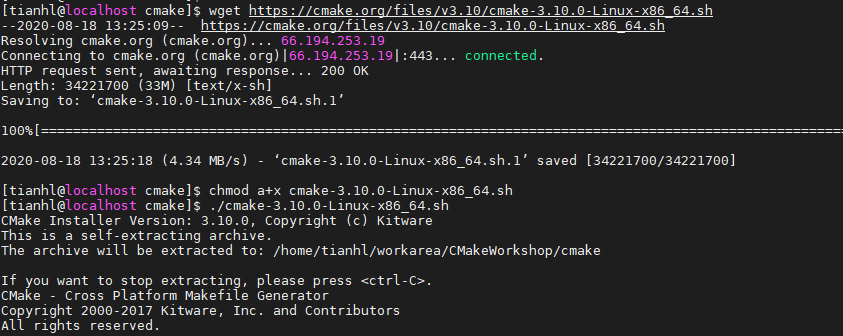 [tianhl@localhost cmake]$ wget https://cmake.org/files/v3.10/cmake-3.10.0-Linux-x86_64.sh
--2020-08-18 13:25:09--  https://cmake.org/files/v3.10/cmake-3.10.0-Linux-x86_64.sh
Resolving cmake.org (cmake.org)... 66.194.253.19
Connecting to cmake.org (cmake.org)|66.194.253.19|:443... connected.
HTTP request sent, awaiting response... 200 OK
Length: 34221700 (33M) [text/x-sh]
Saving to: ‘cmake-3.10.0-Linux-x86_64.sh.1’
100%[======================================================================================================
2020-08-18 13:25:18 (4.34 MB/s) - ‘cmake-3.10.0-Linux-x86_64.sh.1’ saved [34221700/34221700]
[tianhl@localhost cmake]$ chmod a+x cmake-3.10.0-Linux-x86_64.sh
[tianhl@localhost cmake]$ ./cmake-3.10.0-Linux-x86_64.sh
CMake Installer Version: 3.10.0, Copyright (c) Kitware
This is a self-extracting archive.
The archive will be extracted to: /home/tianhl/workarea/CMakeWorkshop/cmake
If you want to stop extracting, please press <ctrl-C>.
CMake - Cross Platform Makefile Generator
Copyright 2000-2017 Kitware, Inc. and Contributors
All rights reserved.